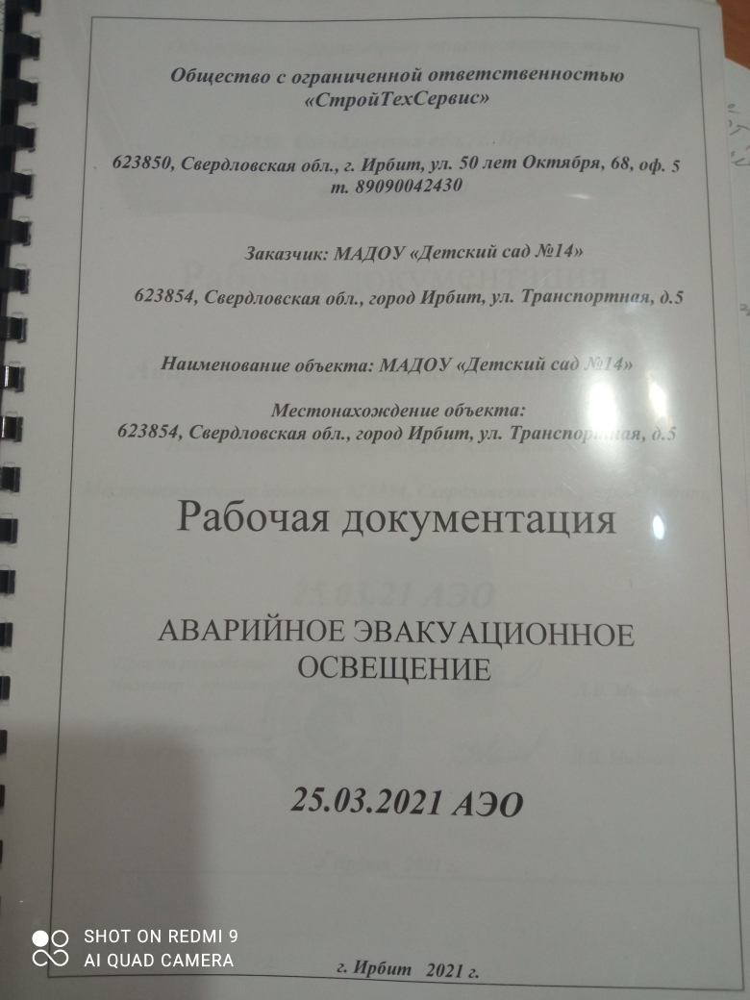 Общество с ограниченной ответственностью
«СтройТехСервис»
623850, Свердловская обл., г. Ирбит, ул. 50 лет Октября, 68, оф. 5
т. 89090042430
Заказчик: МАДОУ «Детский сад №14»
623854, Свердловская обл., город Ирбит, ул. Транспортная, д.5
Наименование объекта: МАДОУ «Детский сад №14»
Местонахождение объекта:
623854, Свердловская обл., город Ирбит, ул. Транспортная, д.5
Рабочая документация
АВАРИЙНОЕ ЭВАКУАЦИОННОЕ
ОСВЕЩЕНИЕ
25.03.2021 АЭО
г. Ирбит 2021 г.
SHOT ON REDMI 9
AI QUAD CAMERA